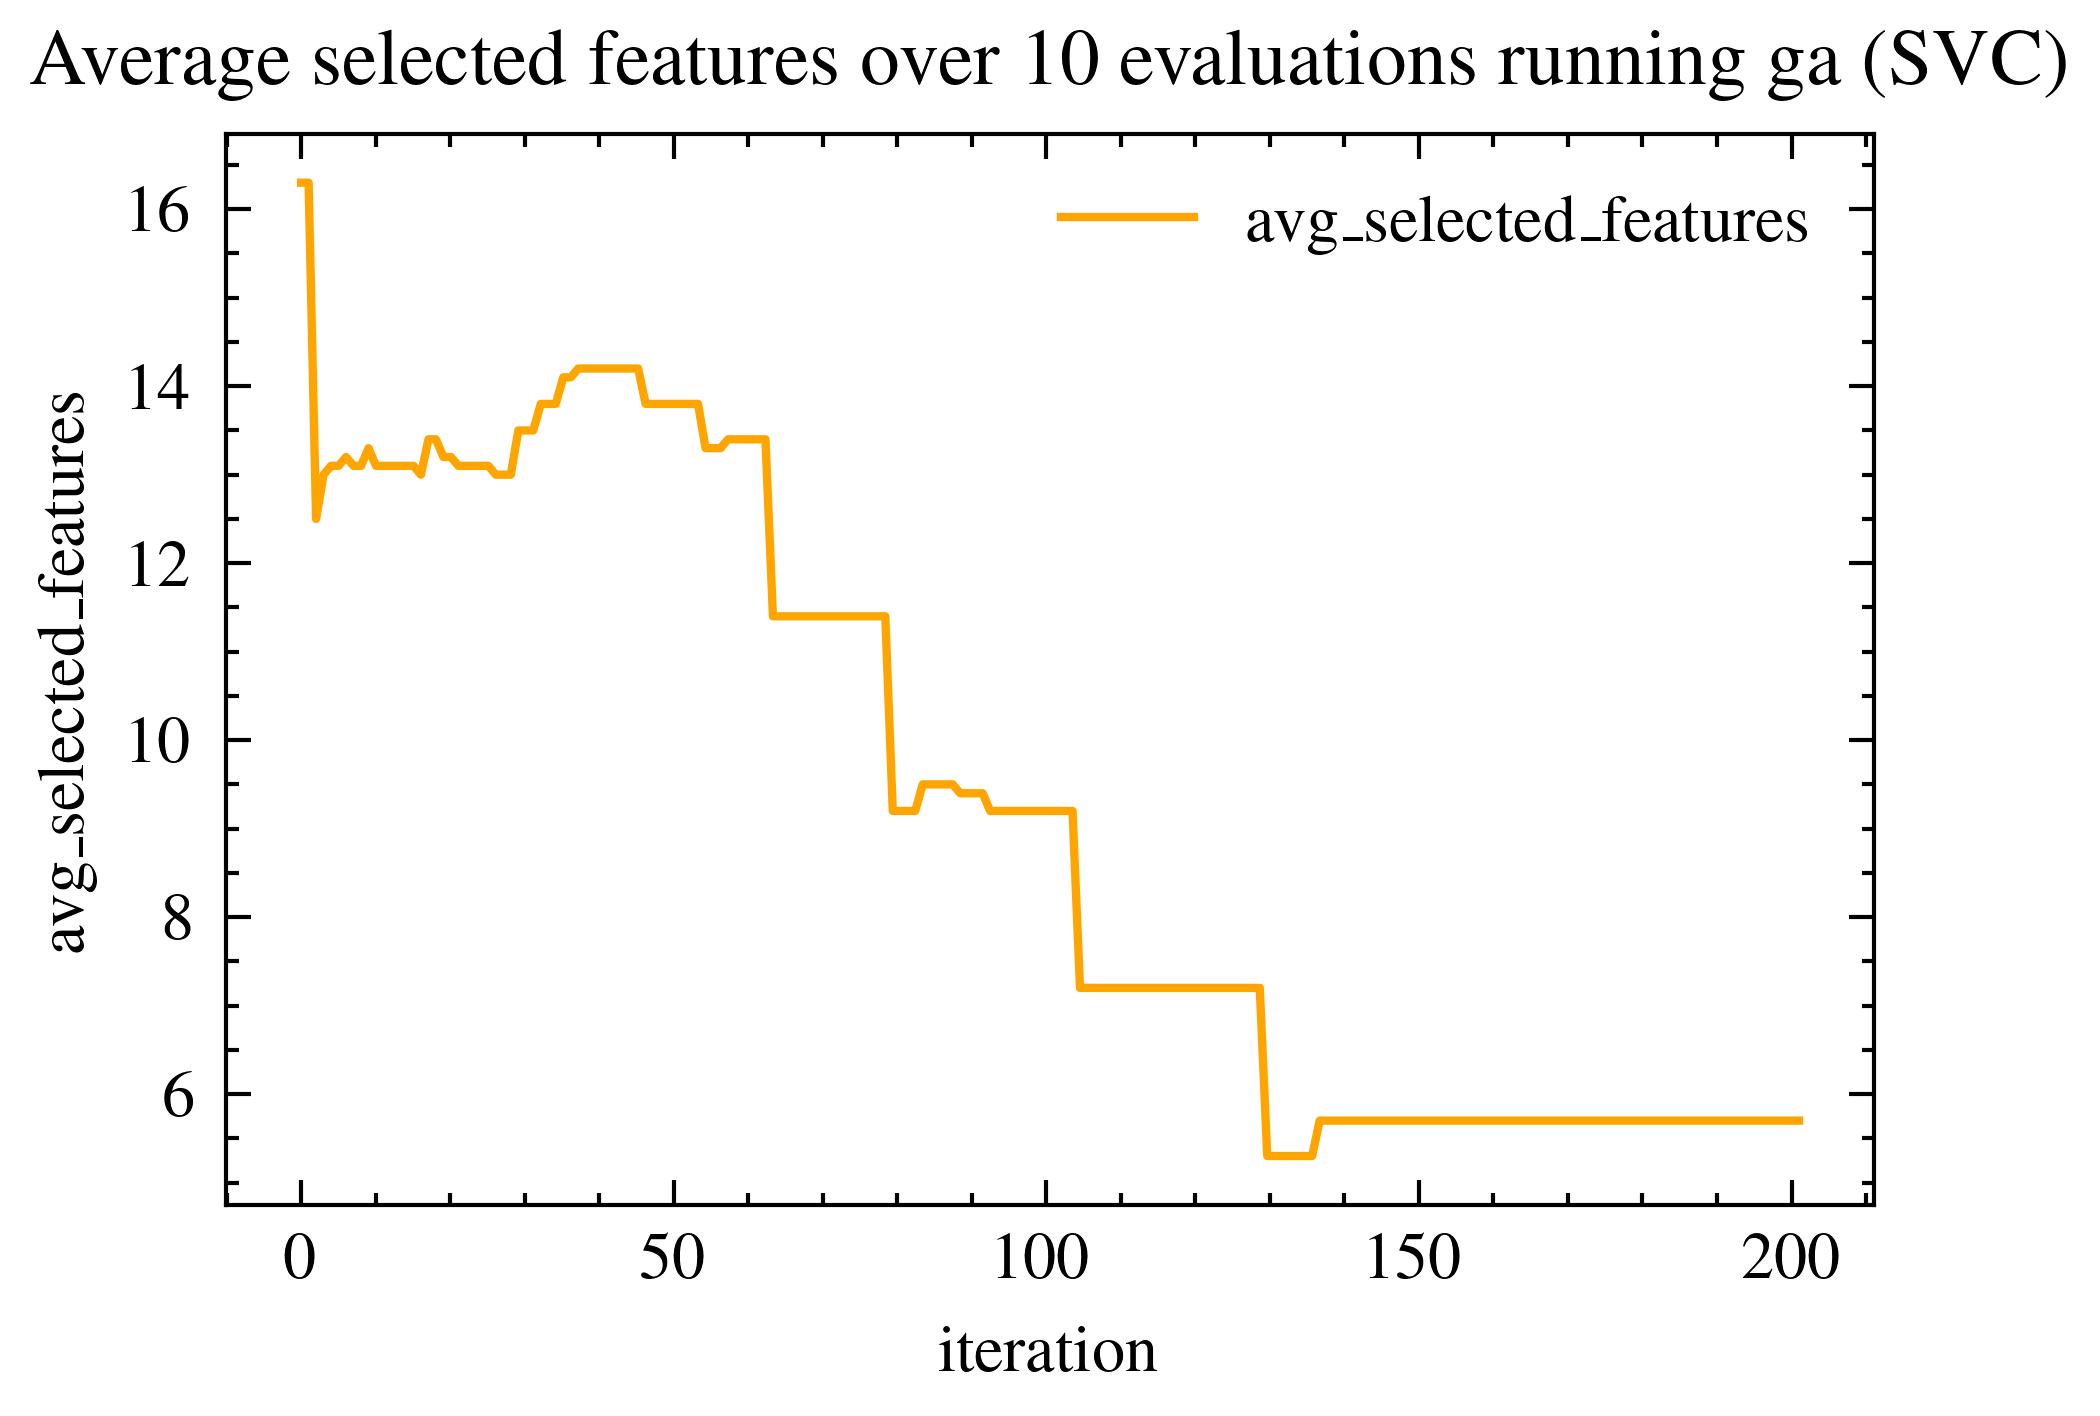 Average selected features over 10 evaluations running ga (SVC)
avg_selected_features
16
14
12
10
8
6
avg_selected_features
0 50 100 150 200
iteration